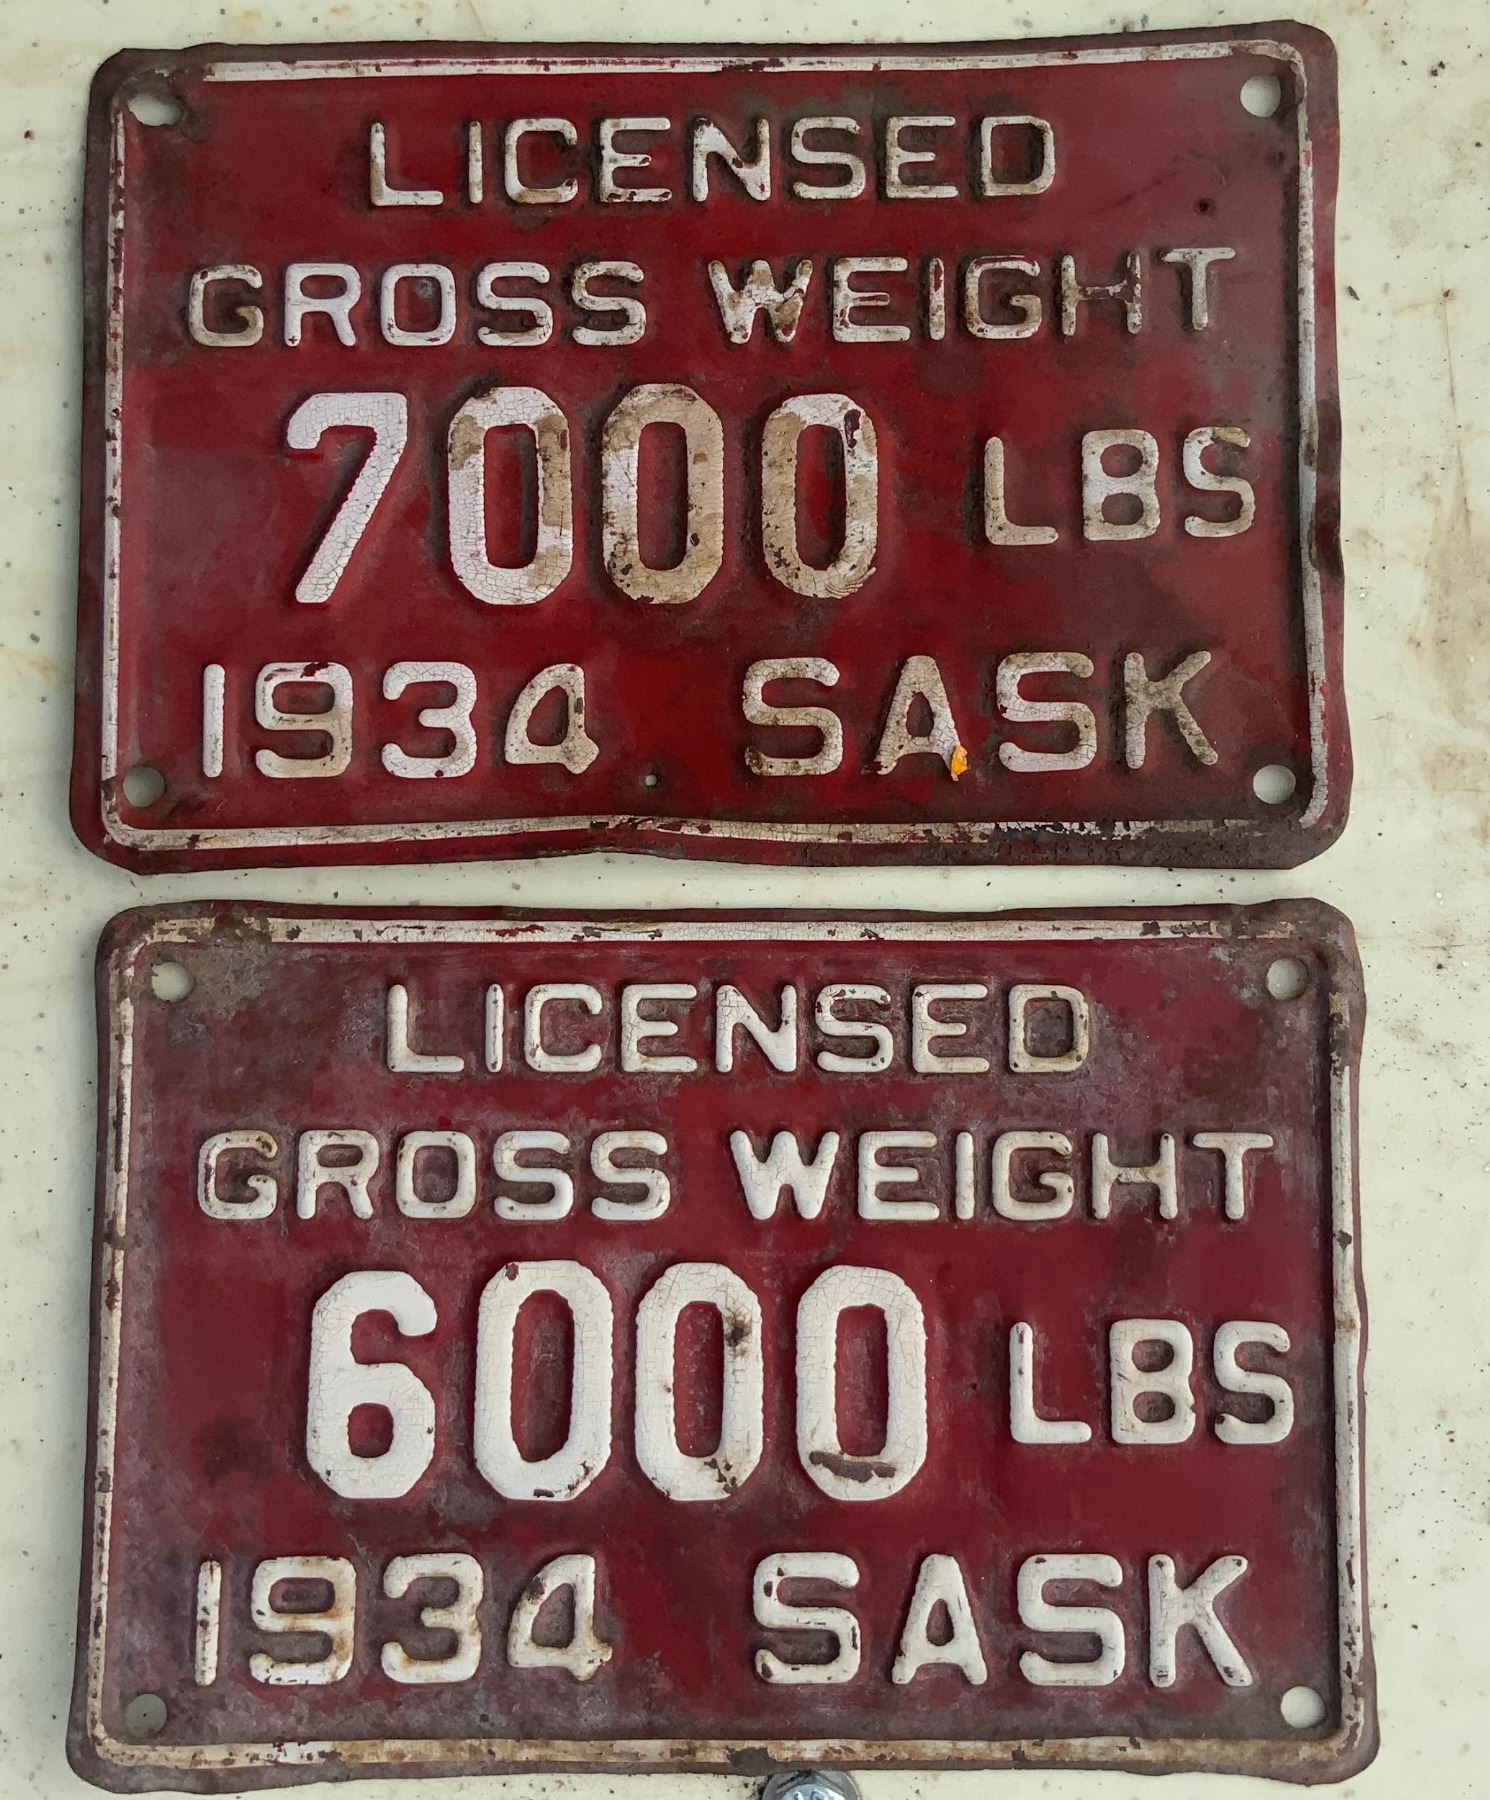 LICENSED
GROSS WEIGHT
7000 LBS
1934 SASK
LICENSED
GROSS WEIGHT
6000 LBS
1934 SASK